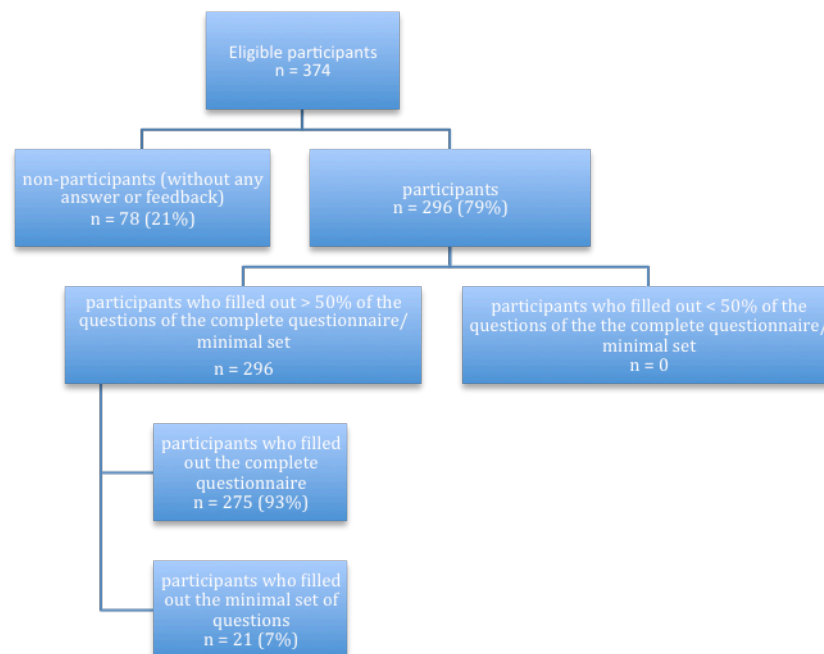 Eligible participants
n = 374
non-participants (without any
answer or feedback)
n = 78 (21%)
participants
n = 296 (79%)
participants who filled out > 50% of the
questions of the complete questionnaire/
minimal set
n = 296
participants who filled out < 50% of the
questions of the the complete questionnaire/
minimal set
n = 0
participants who filled
out the complete
questionnaire
n = 275 (93%)
participants who filled
out the minimal set of
questions
n = 21 (7%)